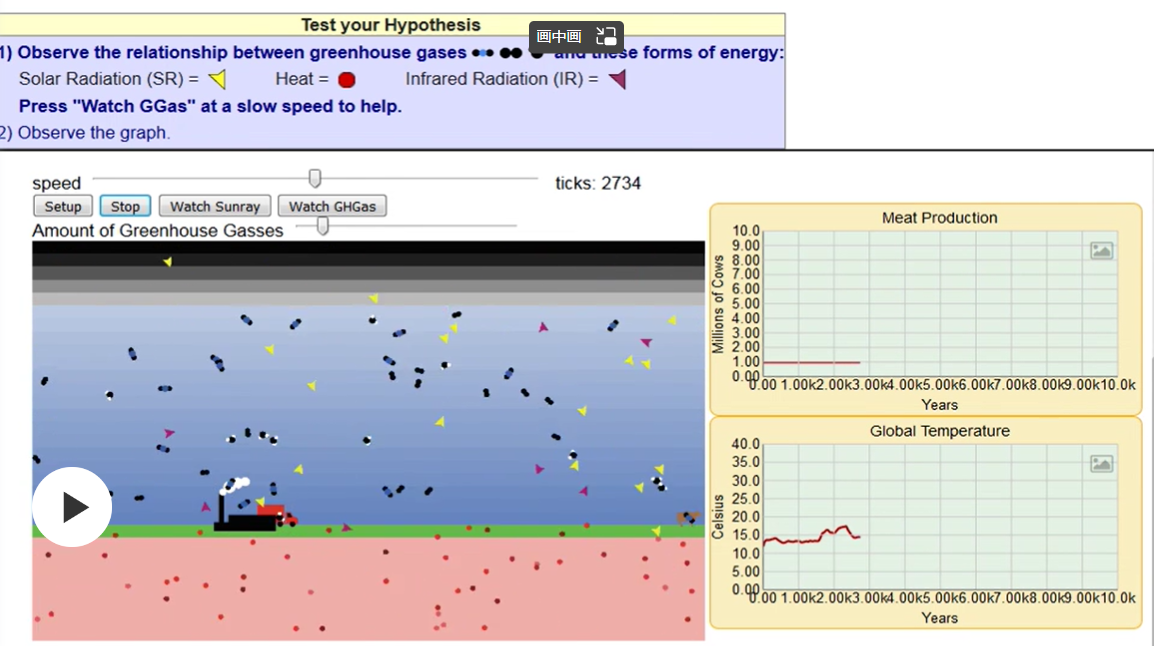 Test your Hypothesis
画中画
1) Observe the relationship between greenhouse gases and these forms of energy:
Solar Radiation (SR) = Heat = Infrared Radiation (IR) =
Press "Watch GGas" at a slow speed to help.
2) Observe the graph.
speed
ticks: 2734
Setup Stop Watch Sunray Watch GHGas
Amount of Greenhouse Gasses
Meat Production
Millions of Cows
10.0
9.00
8.00
7.00
6.00
5.00
4.00
3.00
2.00
1.00
0.00
0.00 1.00k 2.00k 3.00k 4.00k 5.00k 6.00k 7.00k 8.00k 9.00k 10.0k
Years
Global Temperature
Celsius
40.0
35.0
30.0
25.0
20.0
15.0
10.0
5.00
0.00
0.00 1.00k 2.00k 3.00k 4.00k 5.00k 6.00k 7.00k 8.00k 9.00k 10.0k
Years